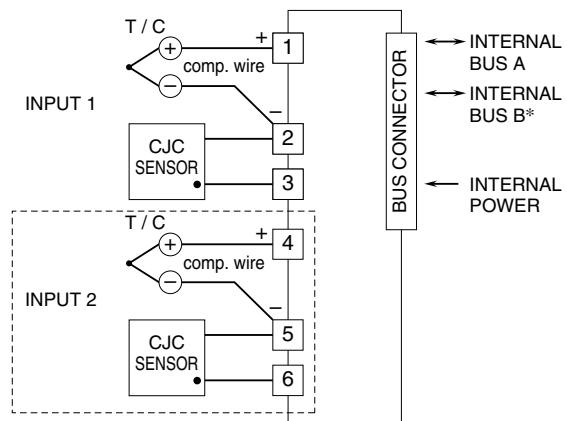 T / C
+
+
1
comp. wire
−
INPUT 1
−
2
CJC
SENSOR
3
T / C
+
+
4
comp. wire
−
INPUT 2
−
5
CJC
SENSOR
6
BUS CONNECTOR
INTERNAL
BUS A
INTERNAL
BUS B*
INTERNAL
POWER